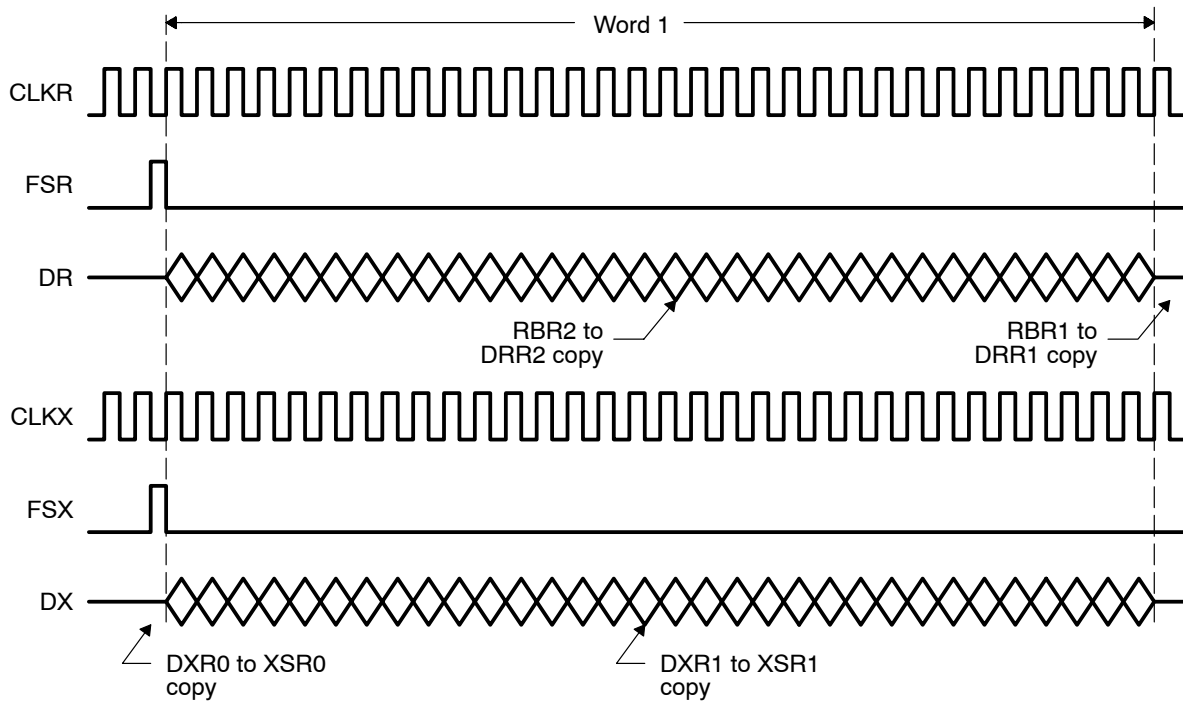 Word 1
CLKR
FSR
DR
RBR2 to
DRR2 copy
RBR1 to
DRR1 copy
CLKX
FSX
DX
DXR0 to XSR0
copy
DXR1 to XSR1
copy